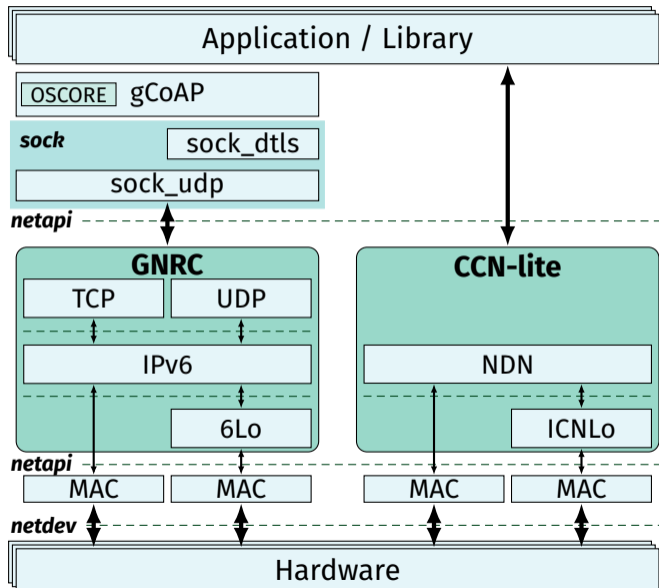 Application / Library
OSCORE gCoAP
sock
sock_dtls
sock_udp
netapi
GNRC CCN-lite
TCP UDP
IPv6 NDN
6Lo ICNLo
netapi
MAC MAC MAC MAC
netdev
Hardware